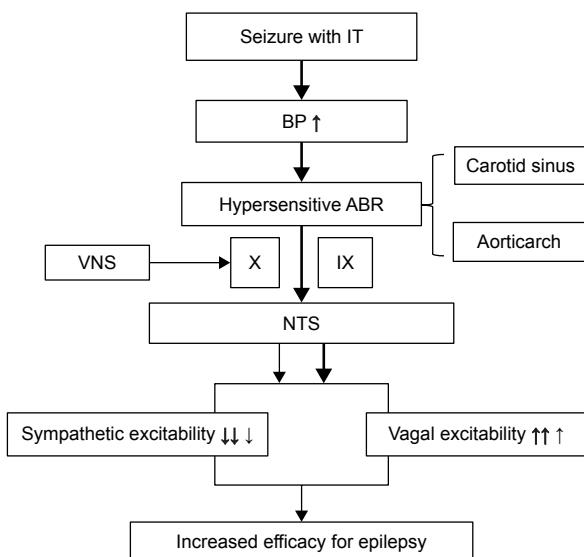 Seizure with IT
BP ↑
Hypersensitive ABR
Carotid sinus
Aorticarch
VNS
X
IX
NTS
Sympathetic excitability ↓↓ ↓
Vagal excitability ↑↑ ↑
Increased efficacy for epilepsy